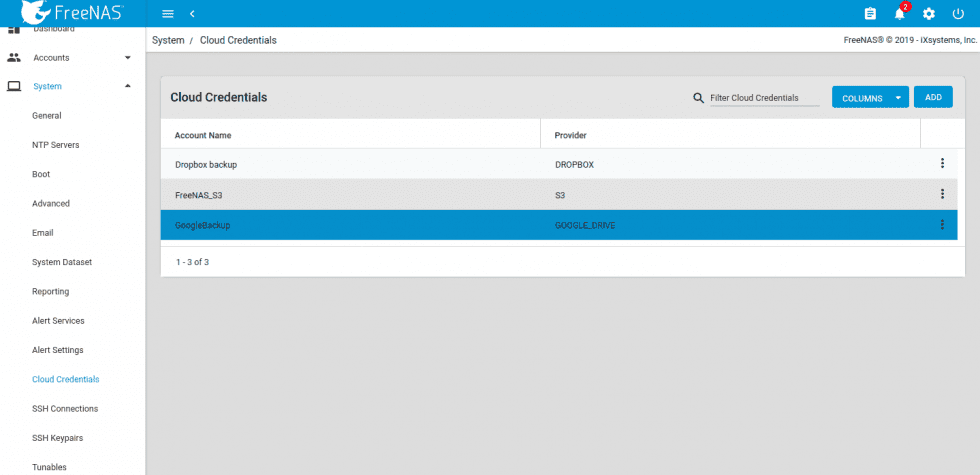 FreeNAS
2
Dashboard
System / Cloud Credentials
FreeNAS® © 2019 - iXsystems, Inc.
Accounts
System
General
NTP Servers
Boot
Advanced
Email
System Dataset
Reporting
Alert Services
Alert Settings
Cloud Credentials
SSH Connections
SSH Keypairs
Tunables
Cloud Credentials
Filter Cloud Credentials
COLUMNS
ADD
Account Name Provider
Dropbox backup DROPBOX
FreeNAS_S3 S3
GoogleBackup GOOGLE_DRIVE
1 - 3 of 3